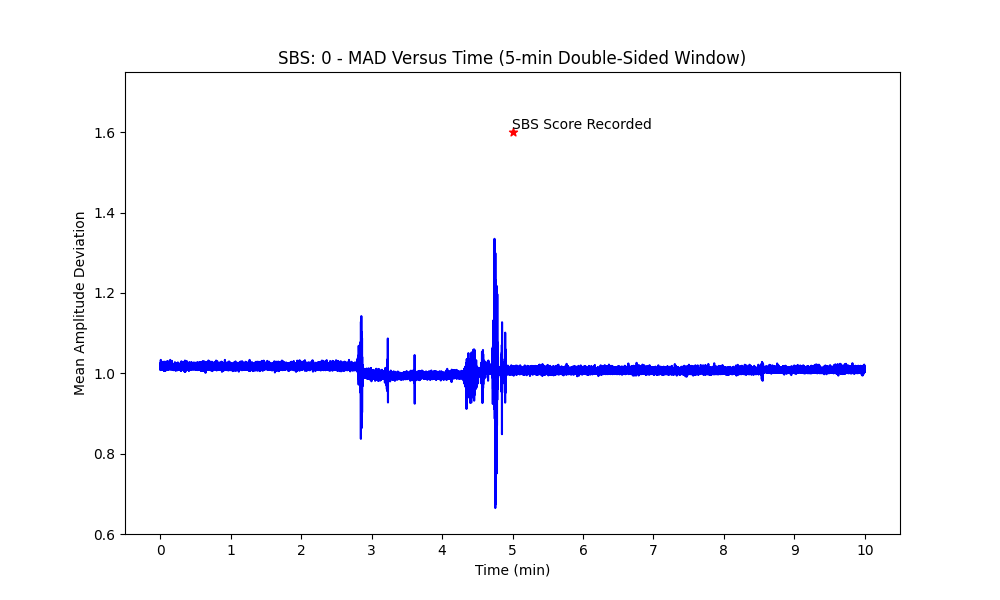 SBS: 0 - MAD Versus Time (5-min Double-Sided Window)
SBS Score Recorded
Mean Amplitude Deviation
1.6
1.4
1.2
1.0
0.8
0.6
0 1 2 3 4 5 6 7 8 9 10
Time (min)